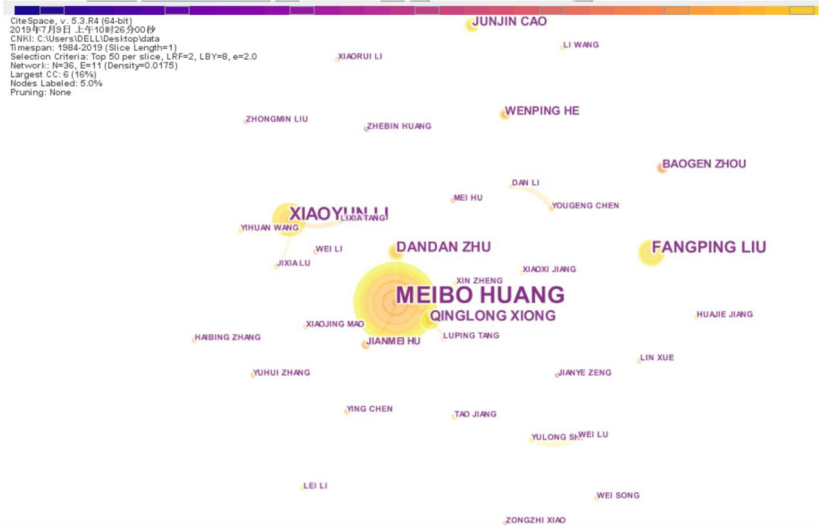 CiteSpace, v. 5.3.R4 (64-bit)
2019年7月9日 上午10时26分00秒
CNKI: C:\Users\DELL\Desktop\data
Timespan: 1984-2019 (Slice Length=1)
Selection Criteria: Top 50 per slice, LRF=2, LBY=8, e=2.0
Network: N=36, E=11 (Density=0.0175)
Largest CC: 6 (16%)
Nodes Labeled: 5.0%
Pruning: None
JUNJIN CAO
LI WANG
XIAORUI LI
WENPING HE
ZHONGMIN LIU
ZHEBIN HUANG
BAOGEN ZHOU
DAN LI
MEI HU
YOUGENG CHEN
XIAOYUN LI
LIXIA TANG
YIHUAN WANG
WEI LI
DANDAN ZHU
FANGPING LIU
JIXIA LU
XIAOXI JIANG
XIN ZHENG
MEIBO HUANG
QINGLONG XIONG
HUAJIE JIANG
XIAOJING MAO
HAIBING ZHANG
JIANMEI HU
LUPING TANG
LIN XUE
YUHUI ZHANG
JIANYE ZENG
YING CHEN
TAO JIANG
YULONG
WEI LU
LEI LI
WEI SONG
ZONGZHI XIAO